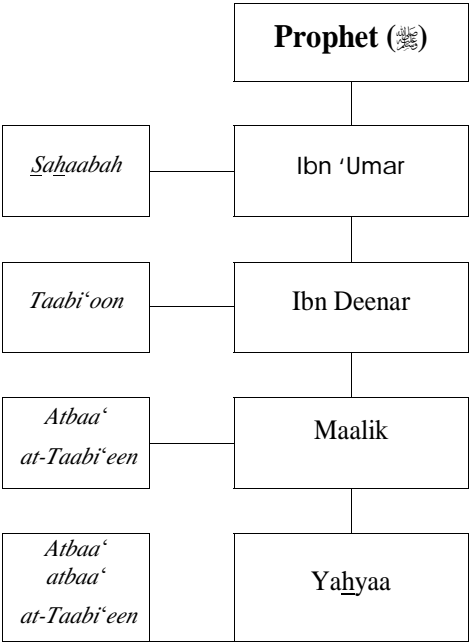 Prophet (ﷺ)
Sahaabah
Ibn ‘Umar
Taabi‘oon
Ibn Deenar
Atbaa‘
at-Taabi‘een
Maalik
Atbaa‘
atbaa‘
at-Taabi‘een
Yahyaa